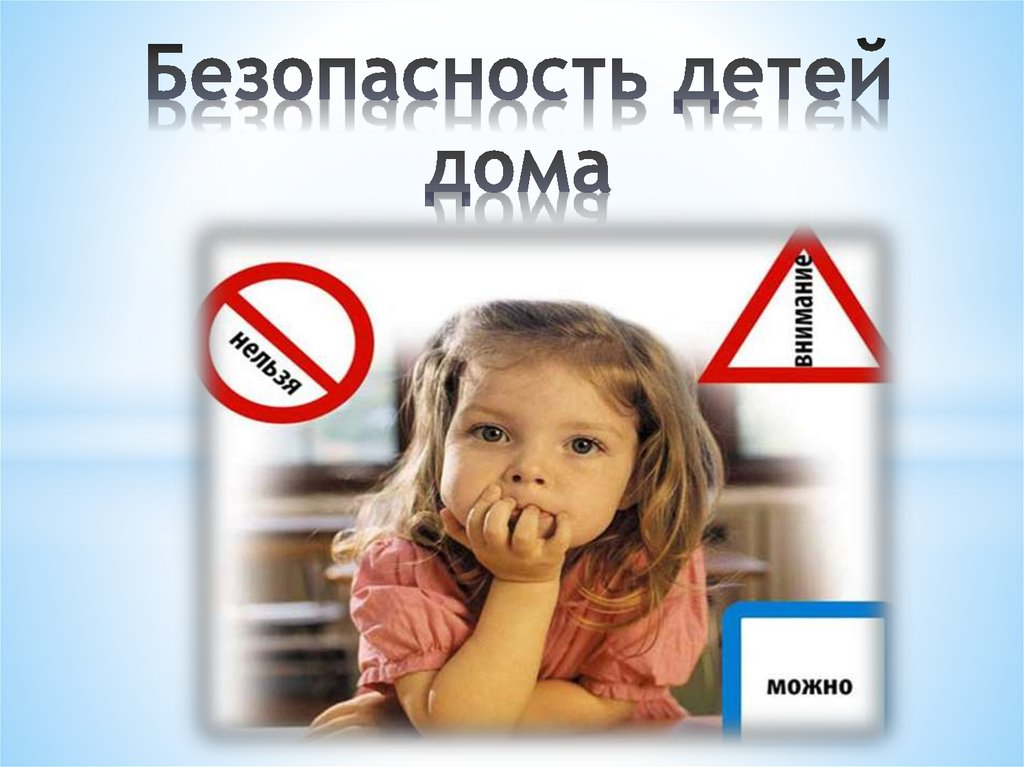 Безопасность детей
дома
нельзя
внимание
можно